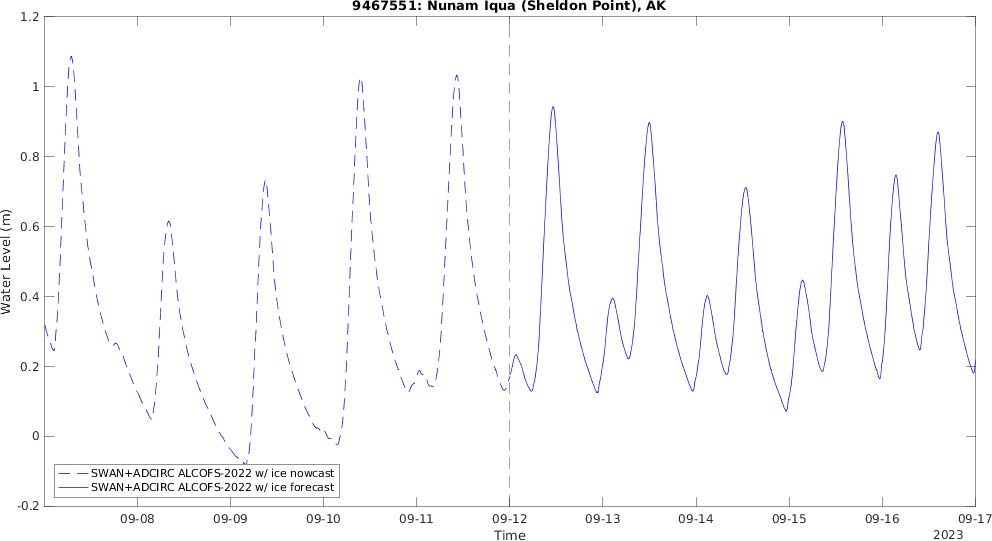 9467551: Nunam Iqua (Sheldon Point), AK
Water Level (m)
1.2
1
0.8
0.6
0.4
0.2
0
-0.2
SWAN+ADCIRC ALCOFS-2022 w/ ice nowcast
SWAN+ADCIRC ALCOFS-2022 w/ ice forecast
09-08 09-09 09-10 09-11 09-12 09-13 09-14 09-15 09-16 09-17
Time
2023